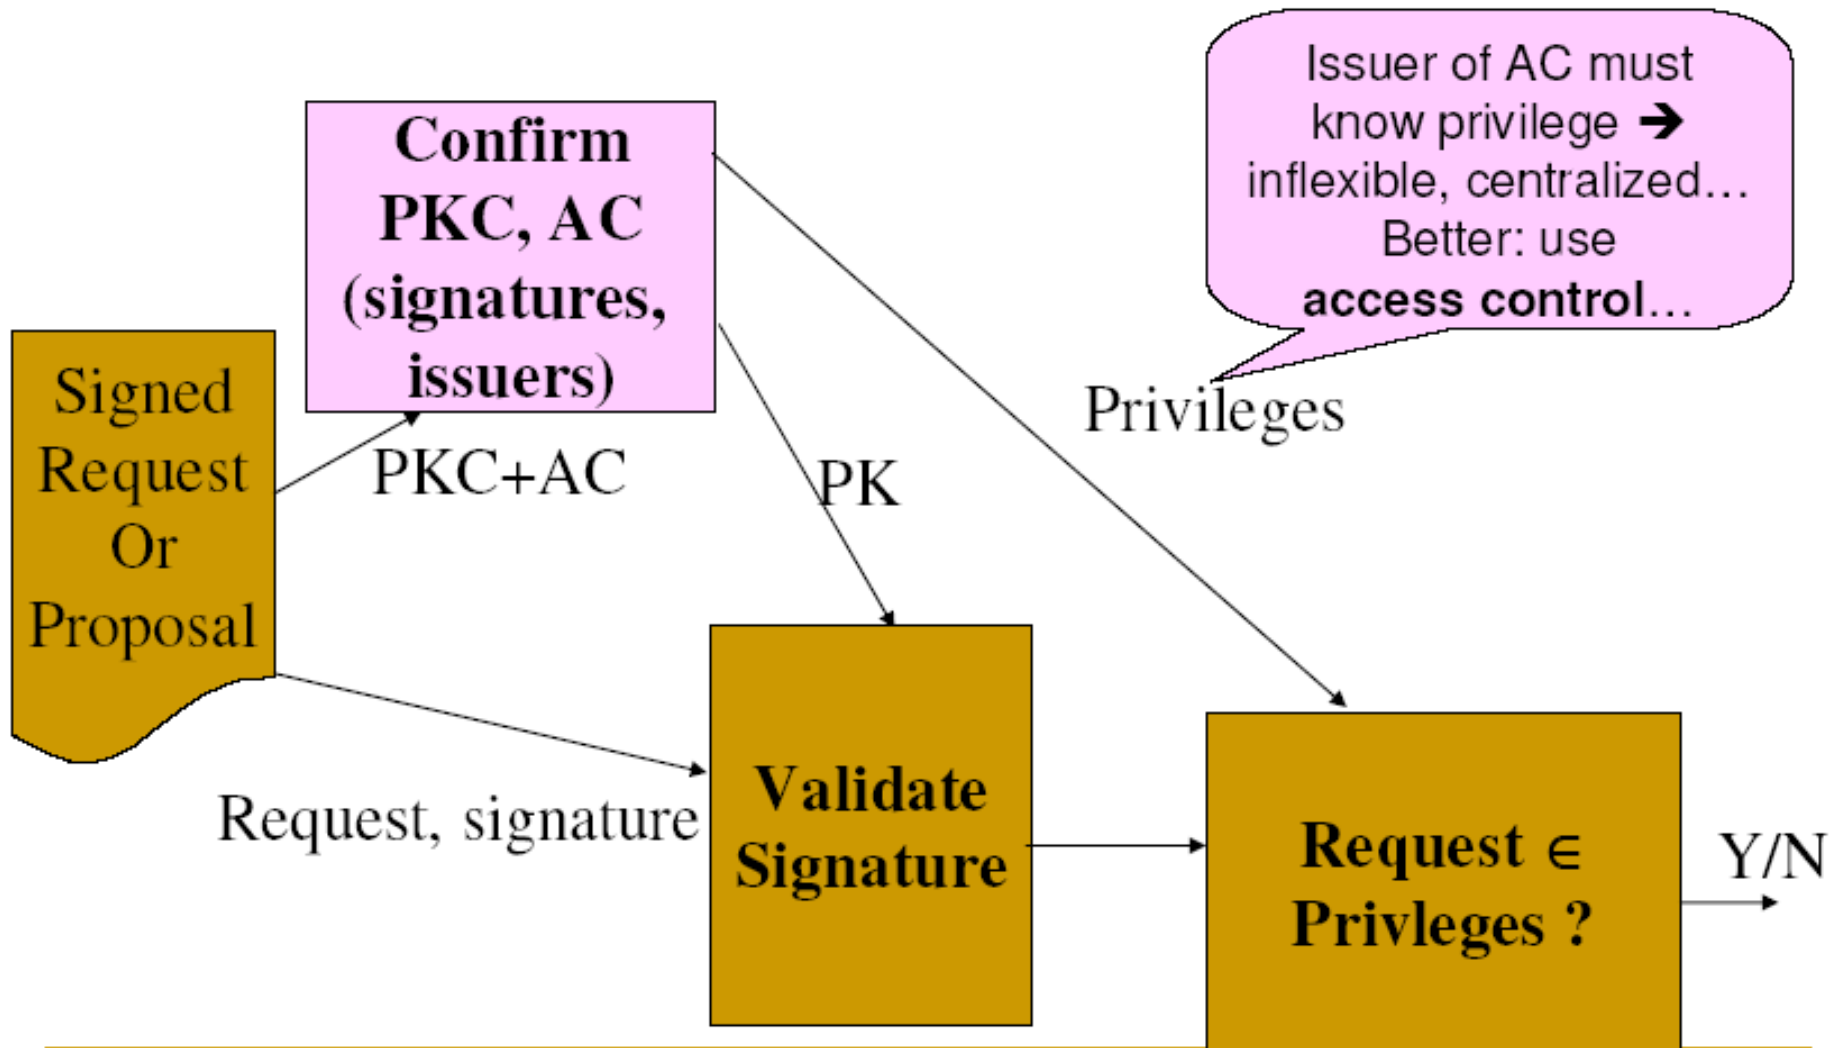 Issuer of AC must
know privilege ➔
inflexible, centralized…
Better: use
access control…
Confirm
PKC, AC
(signatures,
issuers)
Signed
Request
Or
Proposal
PKC+AC
PK
Privileges
Request, signature
Validate
Signature
Request ∈
Privleges ?
Y/N